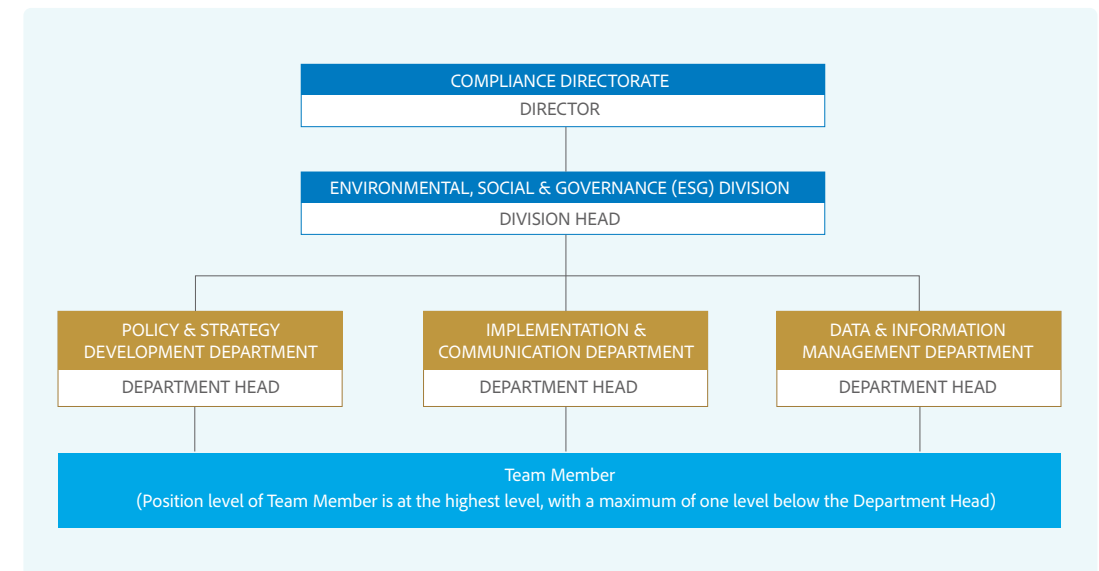 COMPLIANCE DIRECTORATE
DIRECTOR
ENVIRONMENTAL, SOCIAL & GOVERNANCE (ESG) DIVISION
DIVISION HEAD
POLICY & STRATEGY
DEVELOPMENT DEPARTMENT
DEPARTMENT HEAD
IMPLEMENTATION &
COMMUNICATION DEPARTMENT
DEPARTMENT HEAD
DATA & INFORMATION
MANAGEMENT DEPARTMENT
DEPARTMENT HEAD
Team Member
(Position level of Team Member is at the highest level, with a maximum of one level below the Department Head)